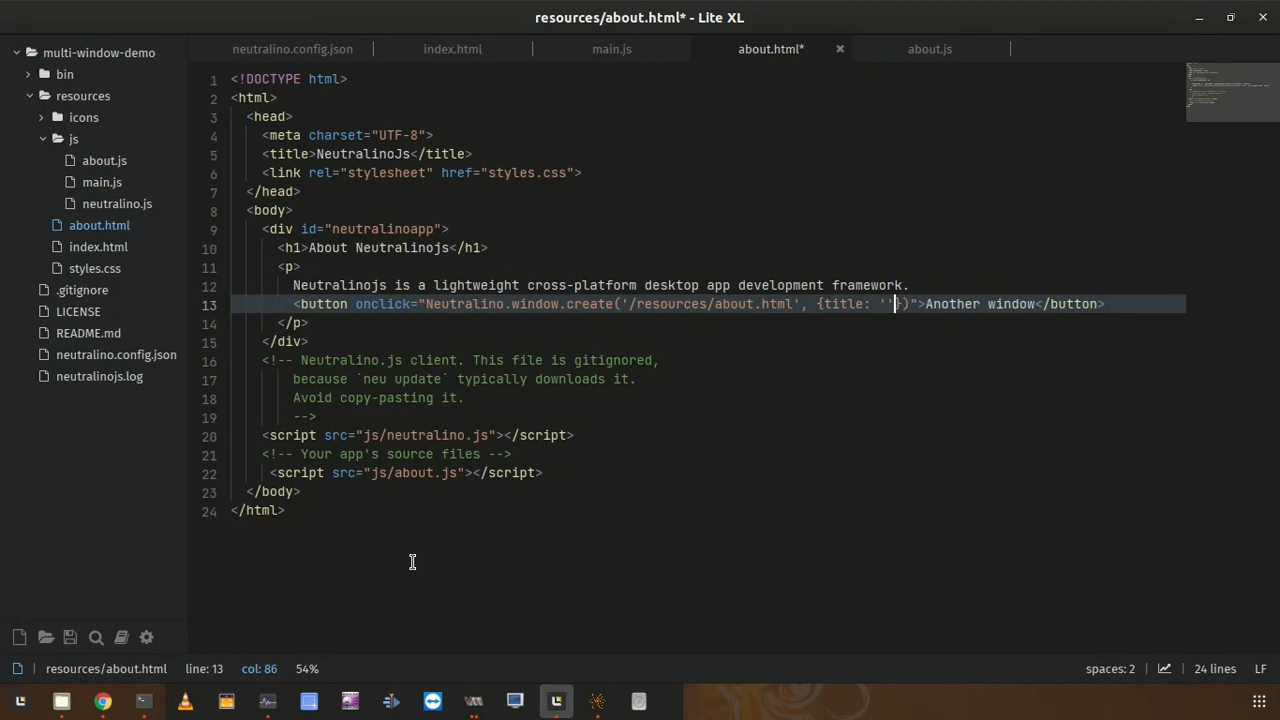 resources/about.html* - Lite XL
multi-window-demo
bin
resources
icons
js
about.js
main.js
neutralino.js
about.html
index.html
styles.css
.gitignore
LICENSE
README.md
neutralino.config.json
neutralinojs.log
neutralino.config.json
index.html
main.js
about.html*
about.js
1 <!DOCTYPE html>
2 <html>
3 <head>
4 <meta charset="UTF-8">
5 <title>NeutralinoJs</title>
6 <link rel="stylesheet" href="styles.css">
7 </head>
8 <body>
9 <div id="neutralinoapp">
10 <h1>About Neutralinojs</h1>
11 <p>
12 Neutralinojs is a lightweight cross-platform desktop app development framework.
13 <button onclick="Neutralino.window.create('/resources/about.html', {title: ''})">Another window</button>
14 </p>
15 </div>
16 <!-- Neutralino.js client. This file is gitignored,
17 because `neu update` typically downloads it.
18 Avoid copy-pasting it.
19 -->
20 <script src="js/neutralino.js"></script>
21 <!-- Your app's source files -->
22 <script src="js/about.js"></script>
23 </body>
24 </html>
resources/about.html line: 13 col: 86 54% spaces: 2 24 lines LF